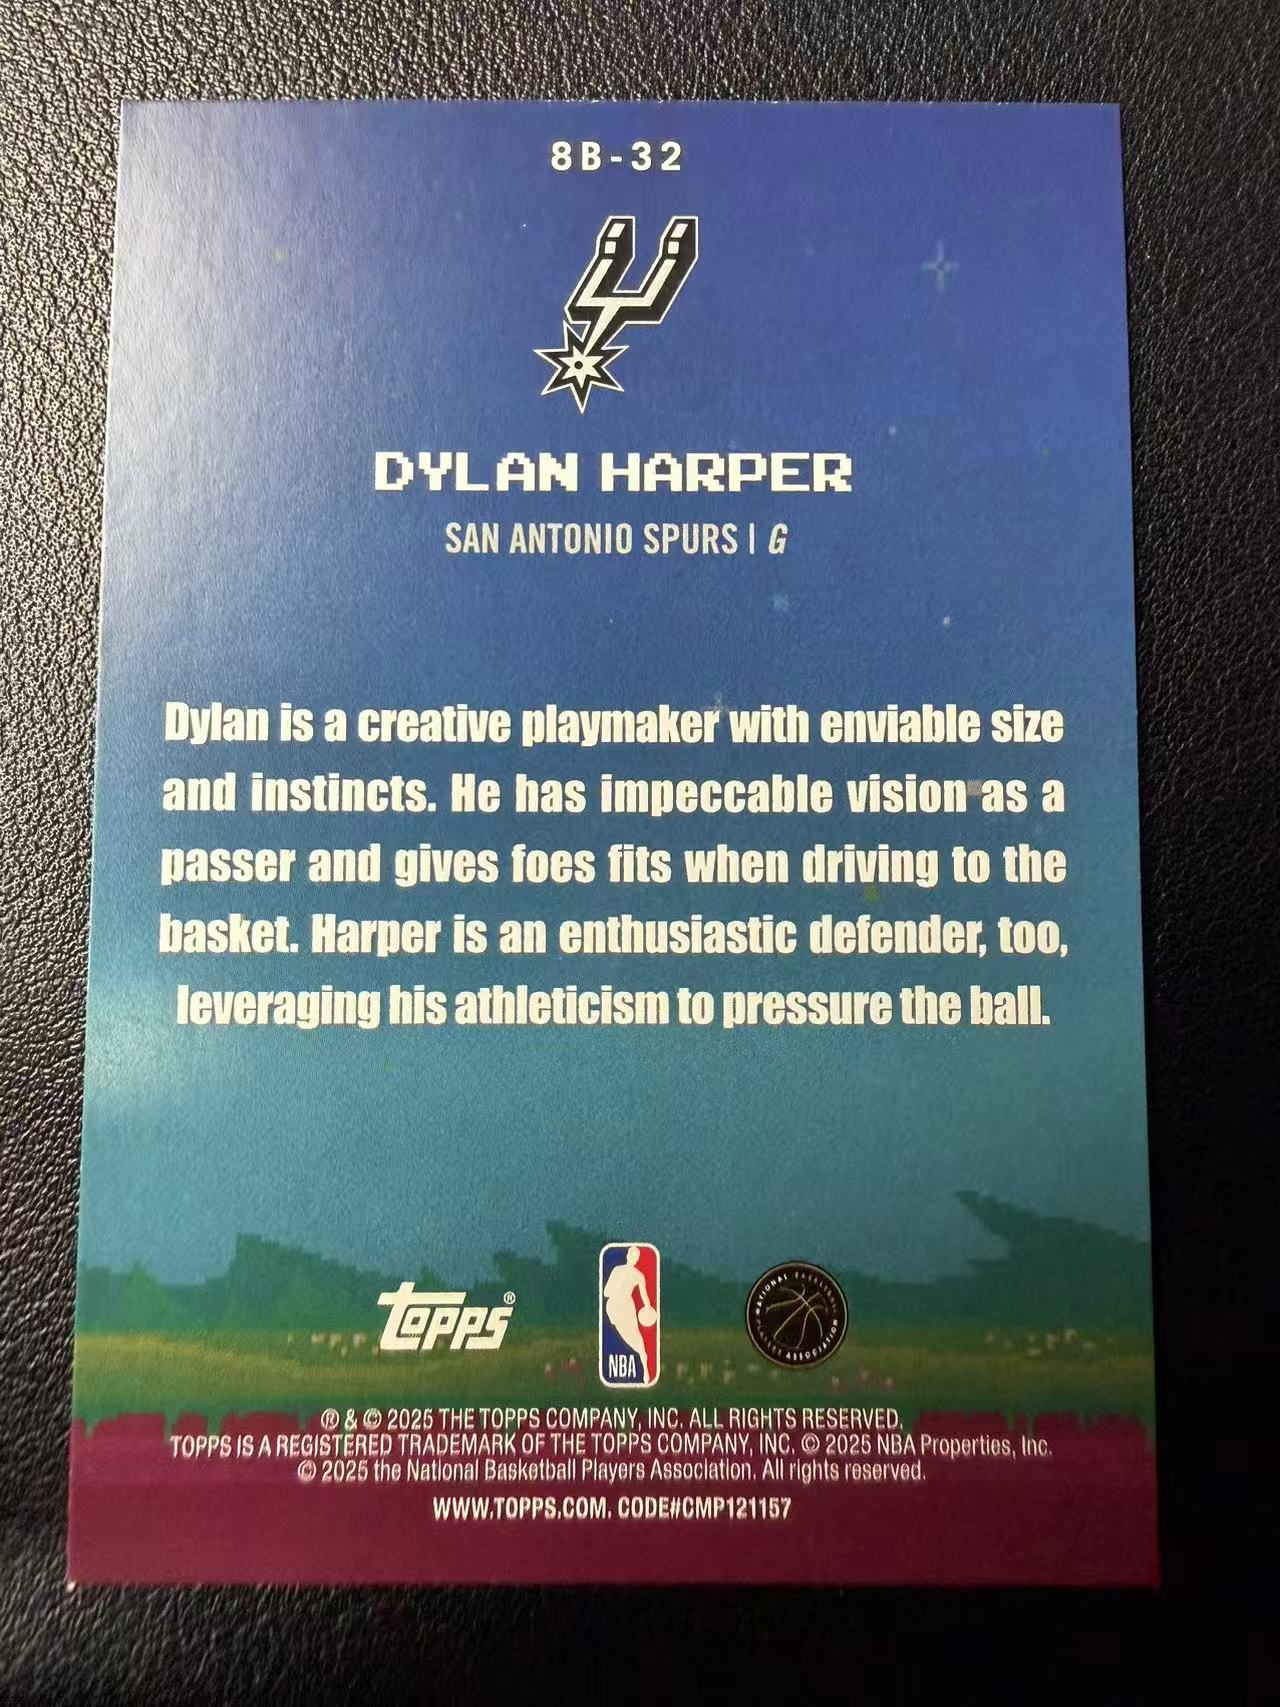 8B-32
DYLAN HARPER
SAN ANTONIO SPURS | G
Dylan is a creative playmaker with enviable size
and instincts. He has impeccable vision as a
passer and gives foes fits when driving to the
basket. Harper is an enthusiastic defender, too,
leveraging his athleticism to pressure the ball.
Topps®
NBA
NATIONAL BASKETBALL PLAYERS ASSOCIATION
® & © 2025 THE TOPPS COMPANY, INC. ALL RIGHTS RESERVED.
TOPPS IS A REGISTERED TRADEMARK OF THE TOPPS COMPANY, INC. © 2025 NBA Properties, Inc.
© 2025 the National Basketball Players Association. All rights reserved.
WWW.TOPPS.COM. CODE#CMP121157